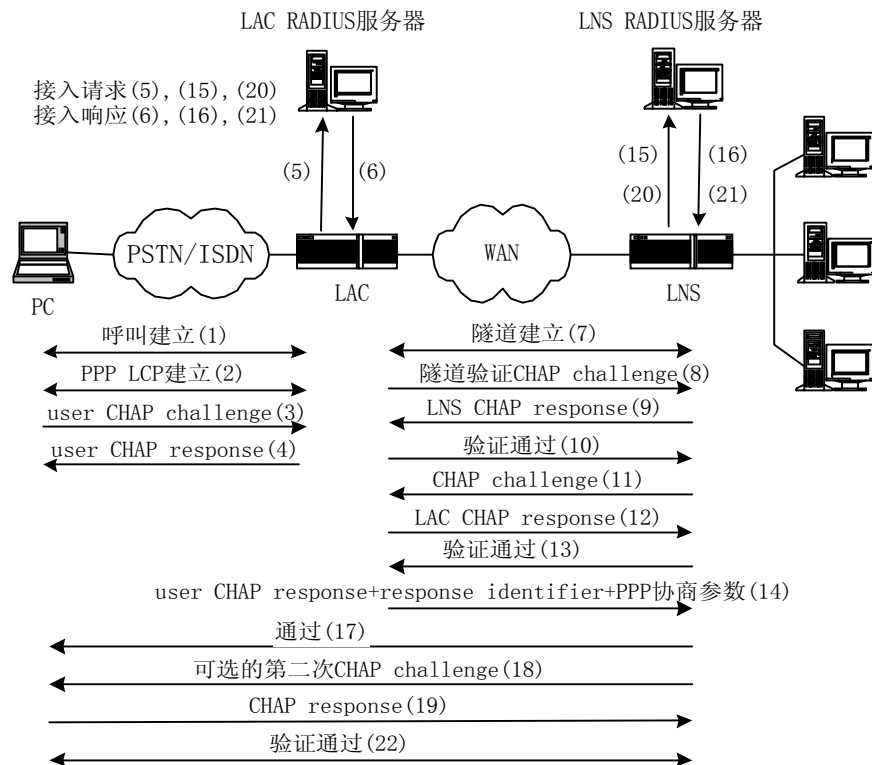 LAC RADIUS服务器
LNS RADIUS服务器
接入请求(5),(15),(20)
接入响应(6),(16),(21)
(5)
(6)
(15)
(16)
(20)
(21)
PSTN/ISDN
WAN
PC
LAC
LNS
呼叫建立(1)
隧道建立(7)
PPP LCP建立(2)
隧道验证CHAP challenge(8)
user CHAP challenge(3)
LNS CHAP response(9)
user CHAP response(4)
验证通过(10)
CHAP challenge(11)
LAC CHAP response(12)
验证通过(13)
user CHAP response+response identifier+PPP协商参数(14)
通过(17)
可选的第二次CHAP challenge(18)
CHAP response(19)
验证通过(22)